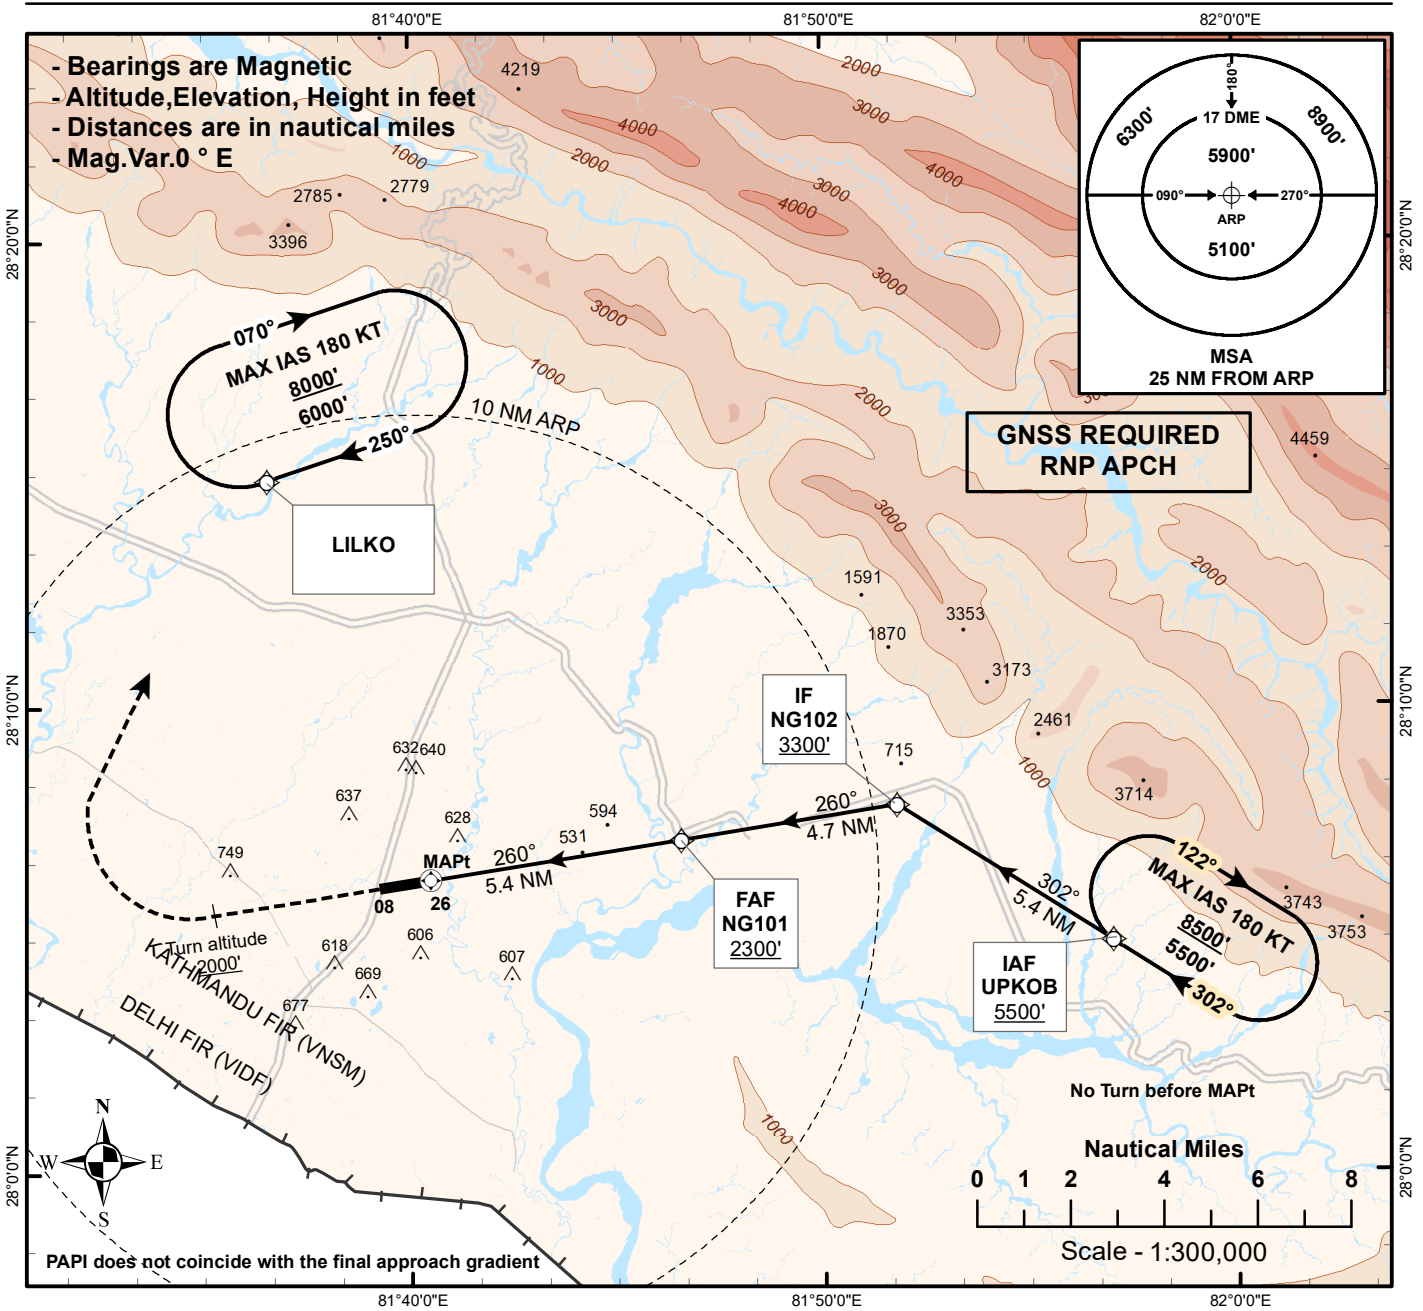 81°40'0"E
81°50'0"E
82°0'0"E
- Bearings are Magnetic
- Altitude,Elevation, Height in feet
- Distances are in nautical miles
- Mag.Var.0 ° E
4219
2000
3000
4000
1000
2000
3000
4000
4000
2785
2779
3396
3000
3000
1000
2000
180°
17 DME
6300'
8900'
5900'
090°
270°
ARP
5100'
MSA
25 NM FROM ARP
28°20'0"N
28°20'0"N
070°
MAX IAS 180 KT
8000'
6000'
250°
10 NM ARP
LILKO
GNSS REQUIRED
RNP APCH
4459
3000
2000
1591
1870
3353
3173
2461
1000
3714
28°10'0"N
28°10'0"N
IF
NG102
3300'
715
632
640
637
628
594
531
749
MAPt
260°
5.4 NM
260°
4.7 NM
302°
5.4 NM
08
26
FAF
NG101
2300'
122°
MAX IAS 180 KT
8500'
5500'
302°
3743
3753
IAF
UPKOB
5500'
Turn altitude
2000'
618
606
669
607
677
KATHMANDU FIR (VNSM)
DELHI FIR (VIDF)
1000
No Turn before MAPt
N
W
E
S
28°0'0"N
28°0'0"N
Nautical Miles
0 1 2 4 6 8
Scale - 1:300,000
PAPI does not coincide with the final approach gradient
81°40'0"E
81°50'0"E
82°0'0"E